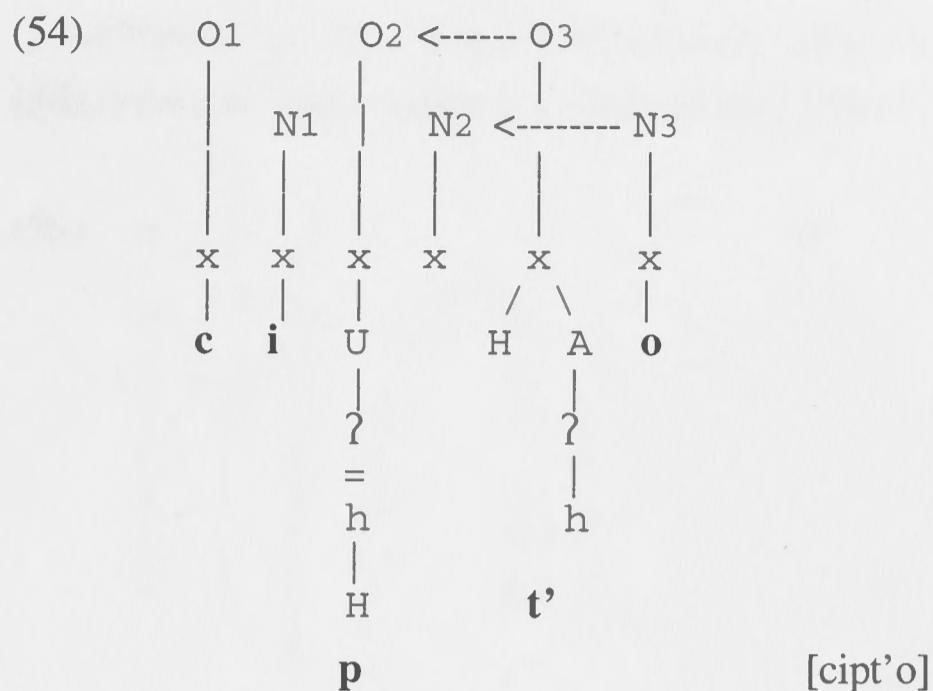 (54) O1 O2 <------ O3
N1 N2 <-------- N3
x x x x x x
c i U H A o
ʔ ʔ
=
h h
H t’
p [cipt’o]